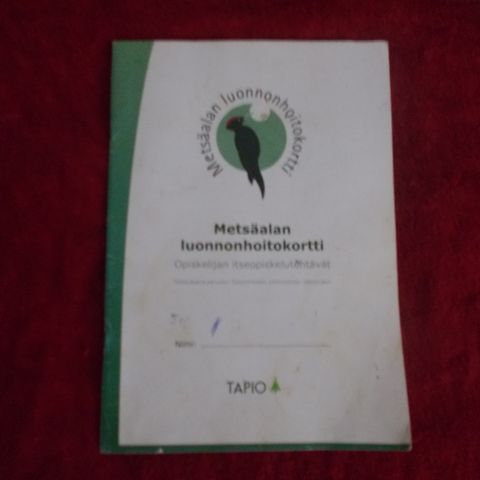 Metsäalan luonnonhoitokortti
Metsäalan
luonnonhoitokortti
Opiskelijan itseopiskelutehtävät
Nimi:
TAPIO